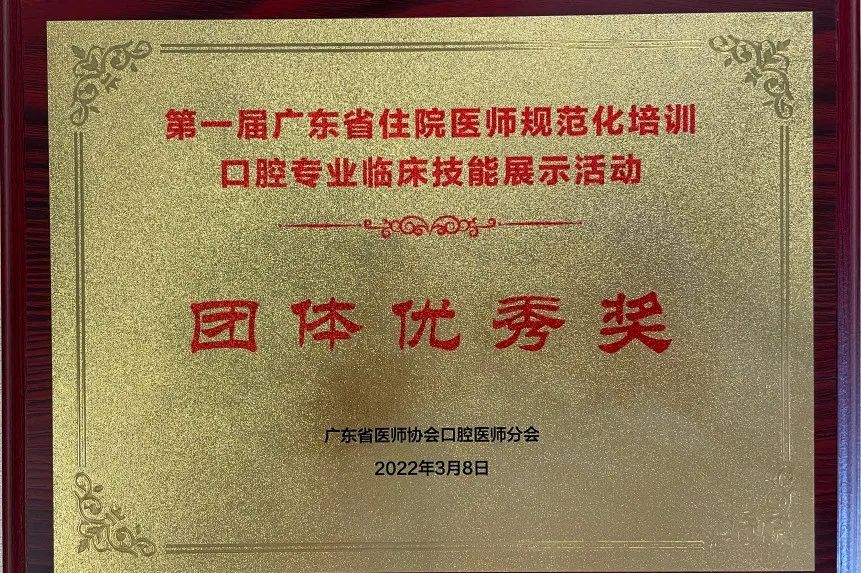 第一届广东省住院医师规范化培训
口腔专业临床技能展示活动
团体优秀奖
广东省医师协会口腔医师分会
2022年3月8日